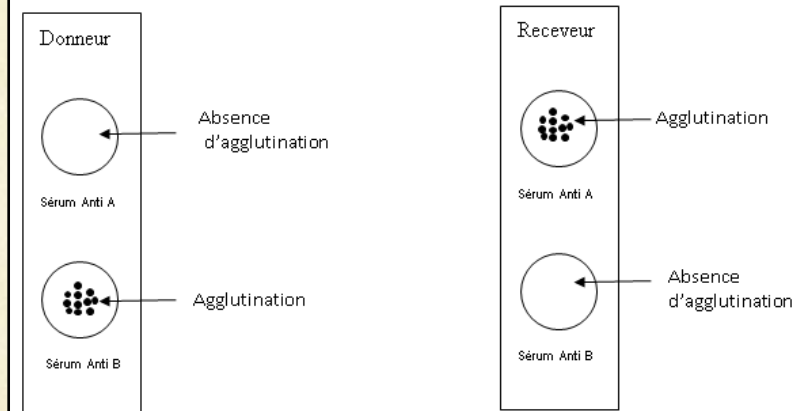 Donneur
Absence
d'agglutination
Sérum Anti A
Agglutination
Sérum Anti B
Receveur
Agglutination
Sérum Anti A
Absence
d'agglutination
Sérum Anti B